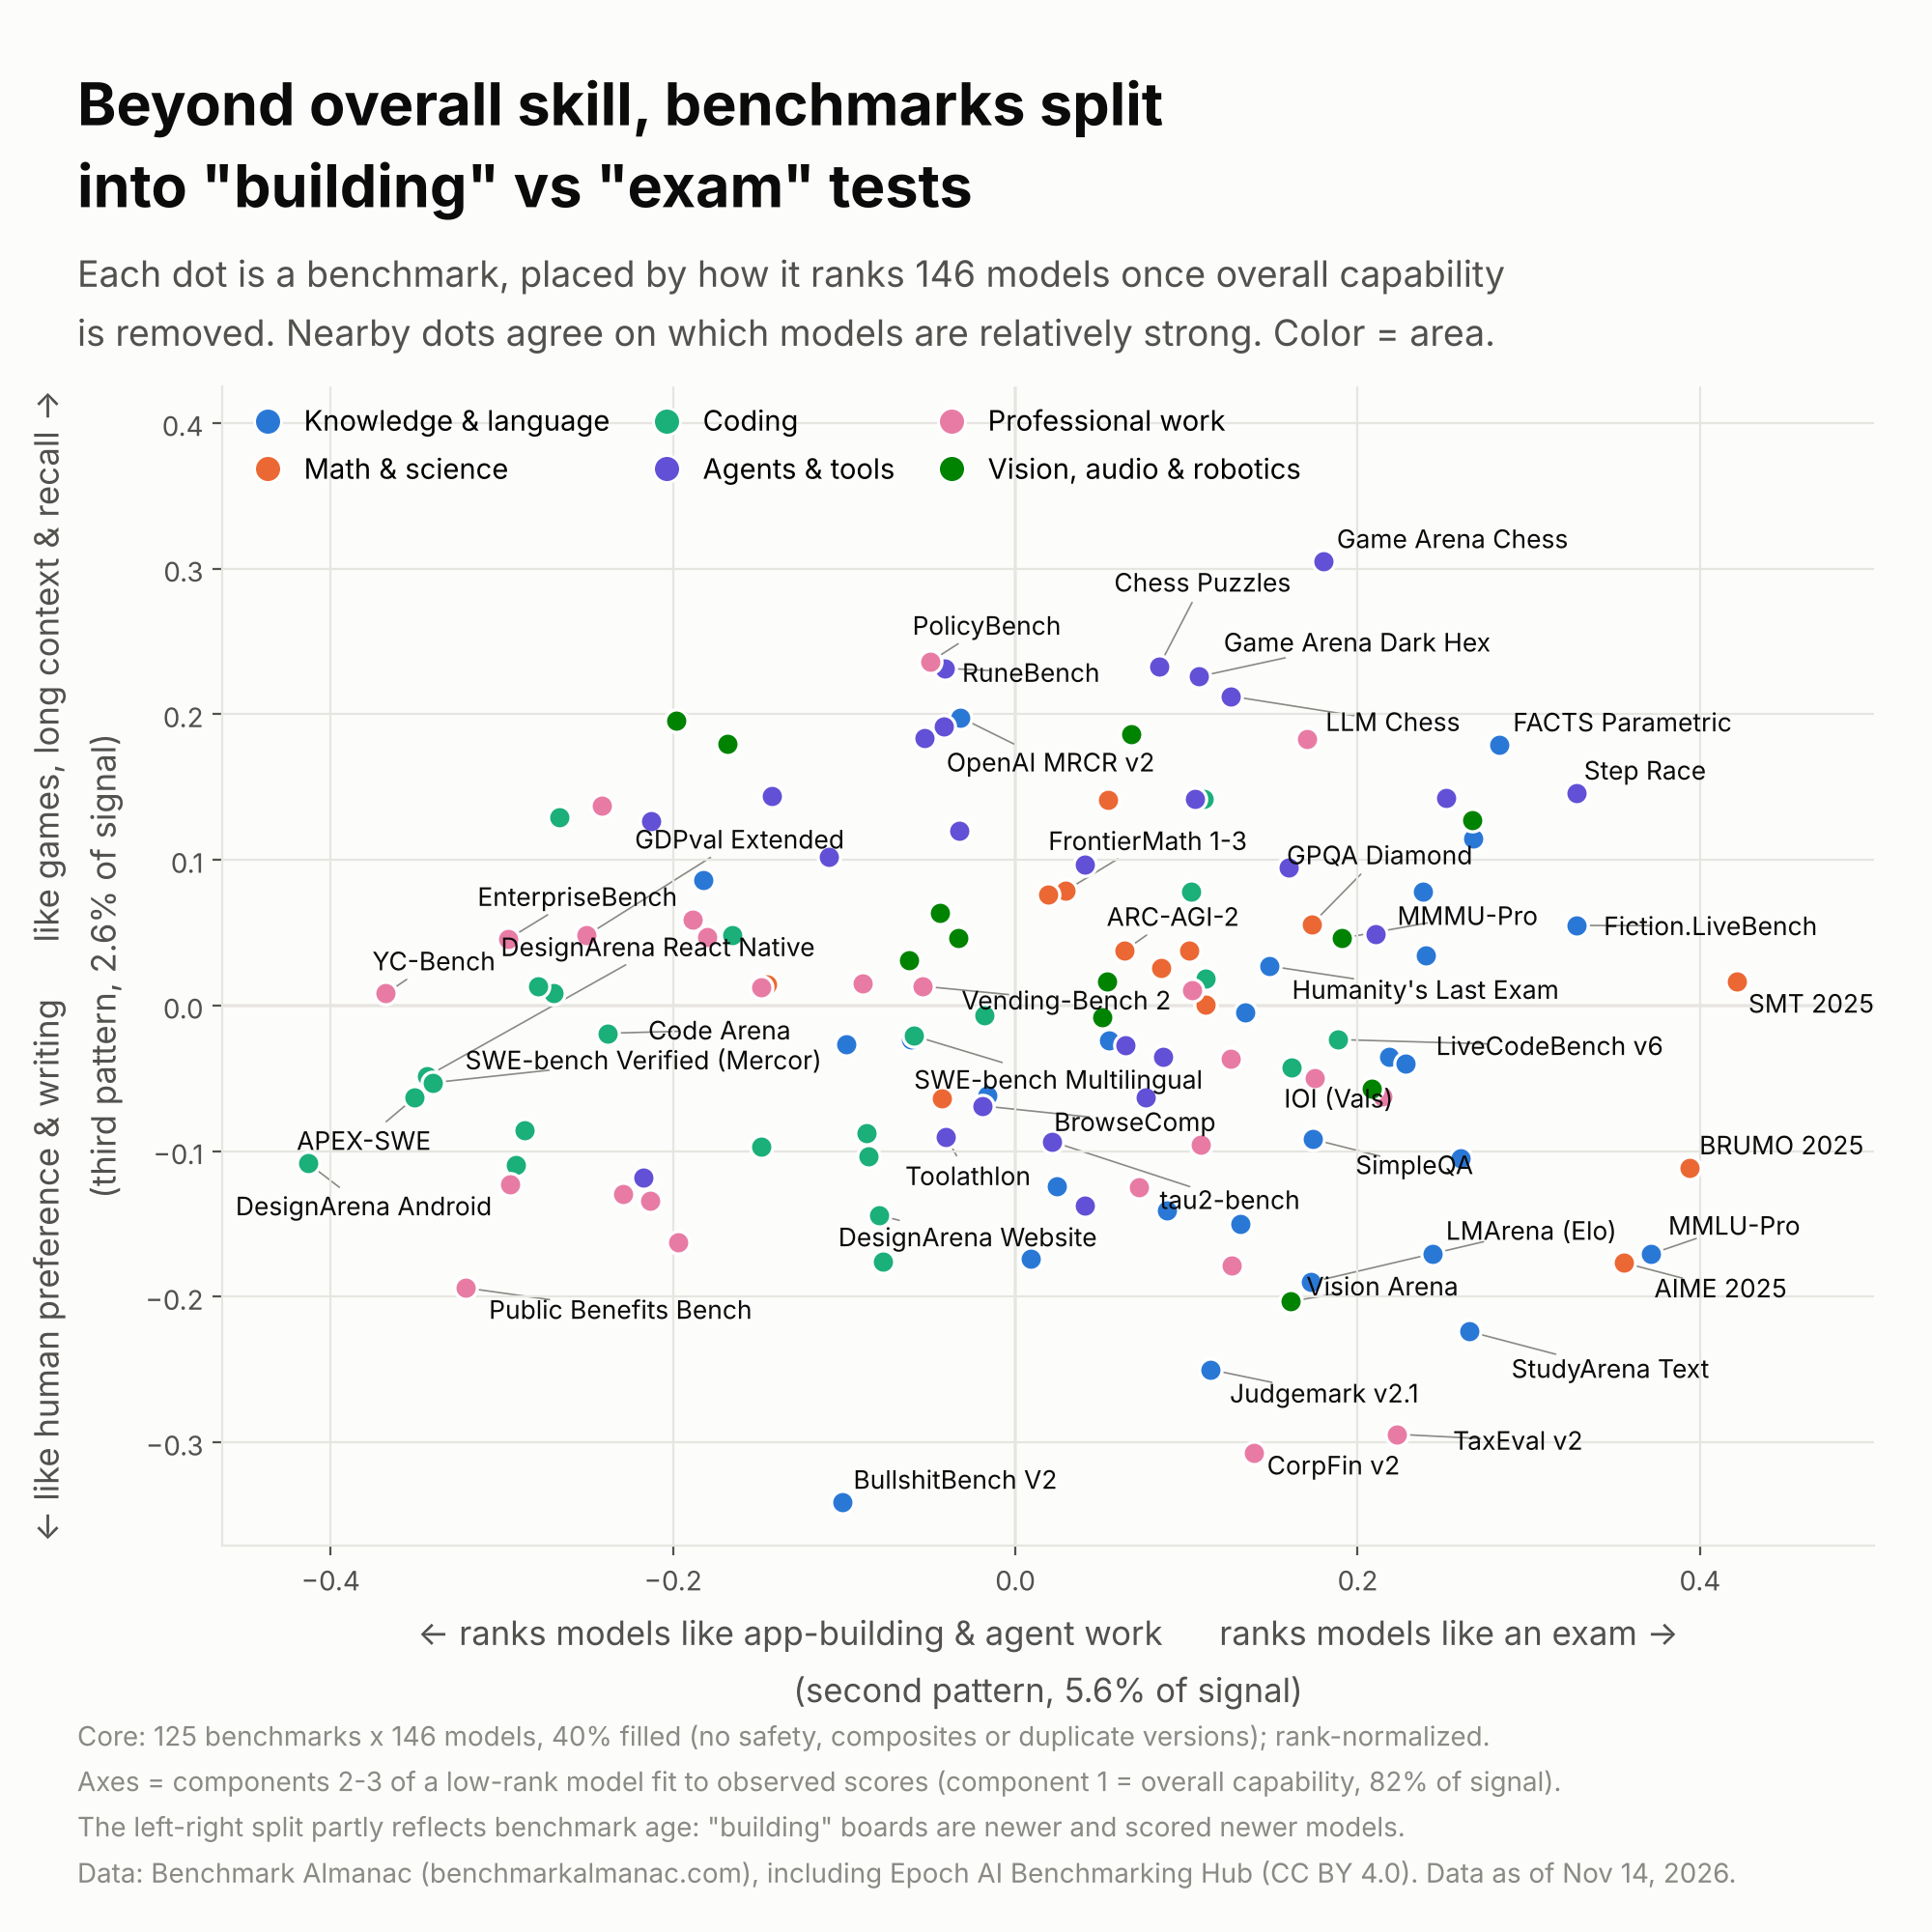 Beyond overall skill, benchmarks split
into "building" vs "exam" tests
Each dot is a benchmark, placed by how it ranks 146 models once overall capability
is removed. Nearby dots agree on which models are relatively strong. Color = area.
Knowledge & language
Coding
Professional work
Math & science
Agents & tools
Vision, audio & robotics
← like human preference & writing like games, long context & recall →
(third pattern, 2.6% of signal)
0.4
0.3
0.2
0.1
0.0
−0.1
−0.2
−0.3
Game Arena Chess
Chess Puzzles
PolicyBench
Game Arena Dark Hex
RuneBench
LLM Chess
FACTS Parametric
OpenAI MRCR v2
Step Race
GDPval Extended
FrontierMath 1-3
GPQA Diamond
EnterpriseBench
ARC-AGI-2
MMMU-Pro
Fiction.LiveBench
DesignArena React Native
YC-Bench
Humanity's Last Exam
Vending-Bench 2
SMT 2025
Code Arena
LiveCodeBench v6
SWE-bench Verified (Mercor)
SWE-bench Multilingual
IOI (Vals)
BrowseComp
APEX-SWE
BRUMO 2025
SimpleQA
Toolathlon
tau2-bench
DesignArena Android
MMLU-Pro
LMArena (Elo)
DesignArena Website
Vision Arena
AIME 2025
Public Benefits Bench
StudyArena Text
Judgemark v2.1
TaxEval v2
CorpFin v2
BullshitBench V2
−0.4
−0.2
0.0
0.2
0.4
← ranks models like app-building & agent work ranks models like an exam →
(second pattern, 5.6% of signal)
Core: 125 benchmarks x 146 models, 40% filled (no safety, composites or duplicate versions); rank-normalized.
Axes = components 2-3 of a low-rank model fit to observed scores (component 1 = overall capability, 82% of signal).
The left-right split partly reflects benchmark age: "building" boards are newer and scored newer models.
Data: Benchmark Almanac (benchmarkalmanac.com), including Epoch AI Benchmarking Hub (CC BY 4.0). Data as of Nov 14, 2026.